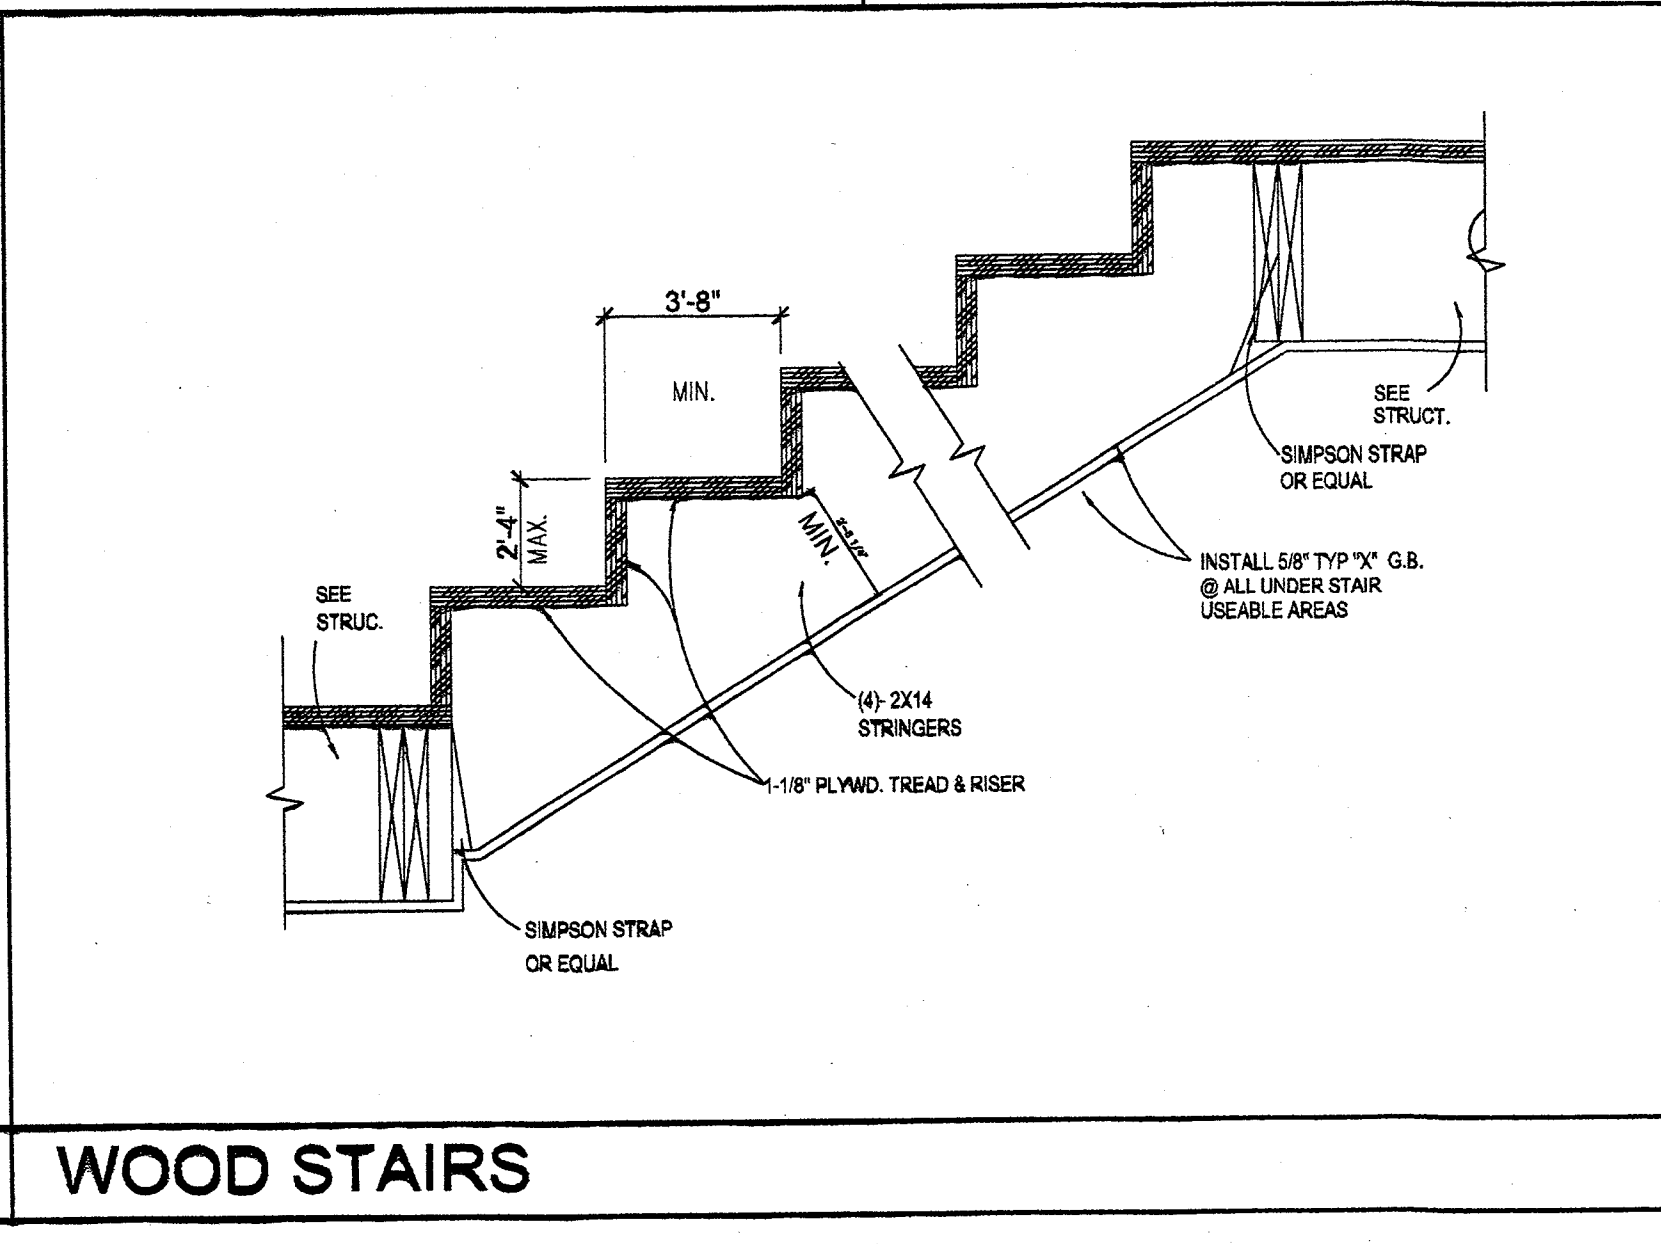 3'-8"
MIN.
2'-4"
MAX.
MIN.
SEE
STRUCT.
SIMPSON STRAP
OR EQUAL
INSTALL 5/8" TYP "X" G.B.
@ ALL UNDER STAIR
USEABLE AREAS
SEE
STRUC.
(4)- 2X14
STRINGERS
1-1/8" PLYWD. TREAD & RISER
SIMPSON STRAP
OR EQUAL
WOOD STAIRS